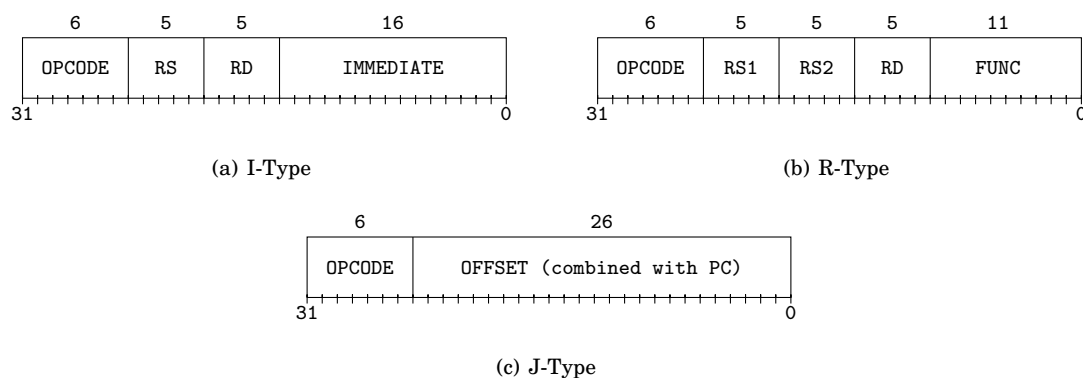 6 5 5 16
OPCODE RS RD IMMEDIATE
31 0
(a) I-Type
6 5 5 5 11
OPCODE RS1 RS2 RD FUNC
31 0
(b) R-Type
6 26
OPCODE OFFSET (combined with PC)
31 0
(c) J-Type